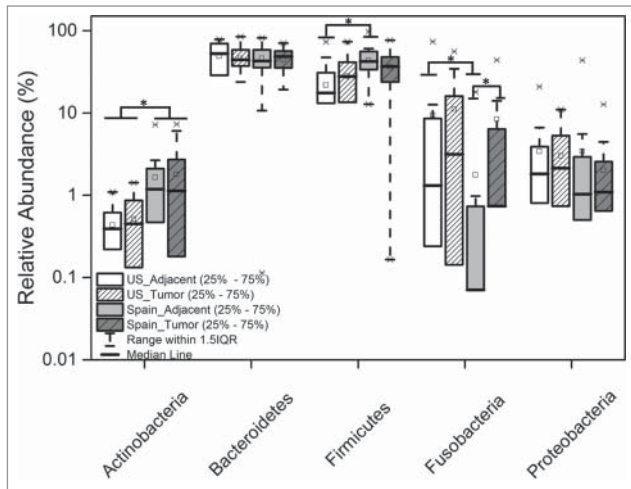 Relative Abundance (%)
100
10
1
0.1
0.01
*
*
*
*
US_Adjacent (25% - 75%)
US_Tumor (25% - 75%)
Spain_Adjacent (25% - 75%)
Spain_Tumor (25% - 75%)
Range within 1.5IQR
Median Line
Actinobacteria
Bacteroidetes
Firmicutes
Fusobacteria
Proteobacteria